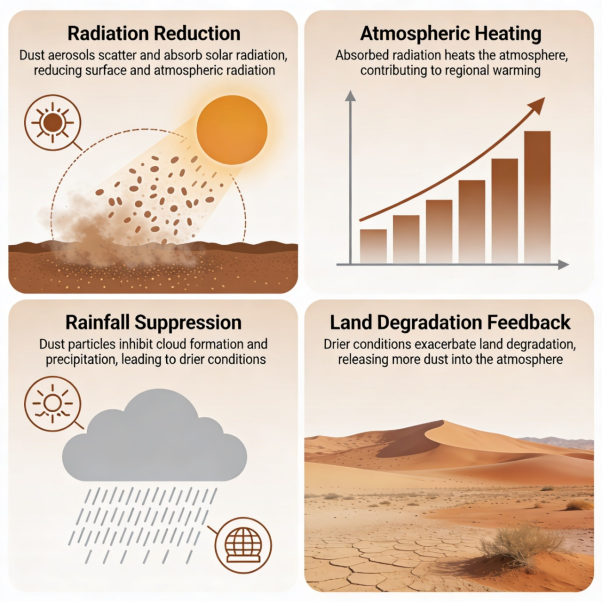 Radiation Reduction
Dust aerosols scatter and absorb solar radiation,
reducing surface and atmospheric radiation
Atmospheric Heating
Absorbed radiation heats the atmosphere,
contributing to regional warming
Rainfall Suppression
Dust particles inhibit cloud formation and
precipitation, leading to drier conditions
Land Degradation Feedback
Drier conditions exacerbate land degradation,
releasing more dust into the atmosphere